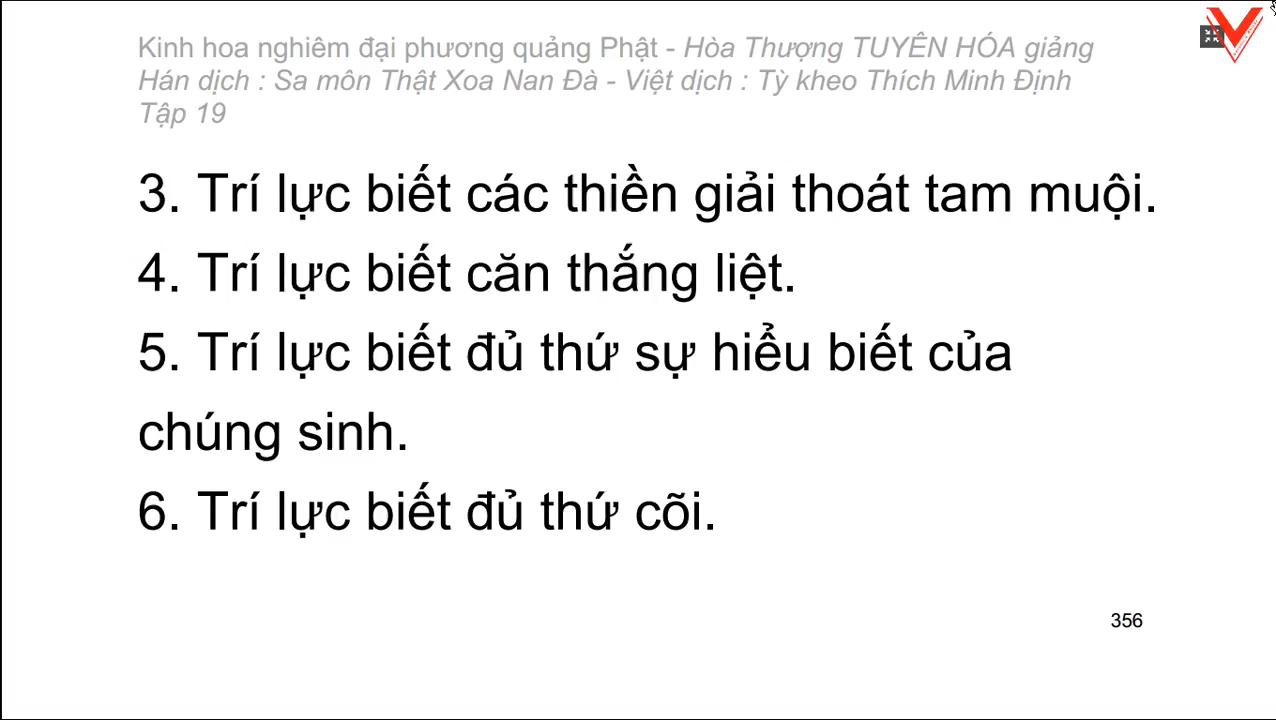 Kinh hoa nghiêm đại phương quảng Phật - Hòa Thượng TUYÊN HÓA giảng
Hán dịch : Sa môn Thật Xoa Nan Đà - Việt dịch : Tỳ kheo Thích Minh Định
Tập 19
3. Trí lực biết các thiền giải thoát tam muội.
4. Trí lực biết căn thắng liệt.
5. Trí lực biết đủ thứ sự hiểu biết của
chúng sinh.
6. Trí lực biết đủ thứ cõi.
356